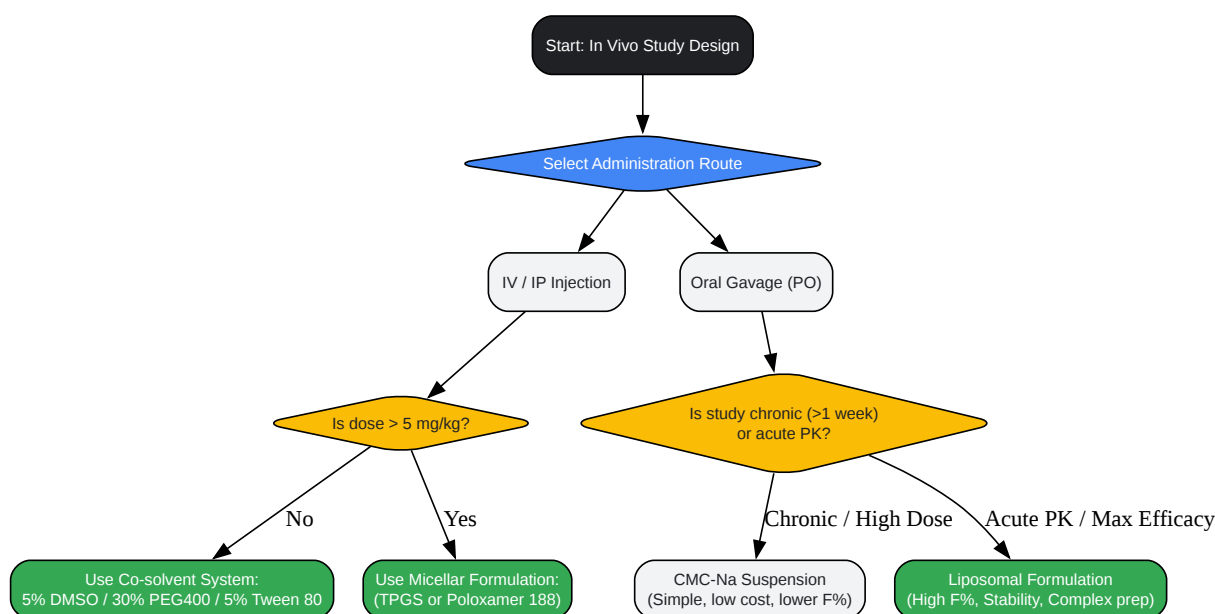 Start: In Vivo Study Design
Select Administration Route
IV / IP Injection
Oral Gavage (PO)
Is dose > 5 mg/kg?
Is study chronic (>1 week)
or acute PK?
No
Yes
Chronic / High Dose
Acute PK / Max Efficacy
Use Co-solvent System:
5% DMSO / 30% PEG400 / 5% Tween 80
Use Micellar Formulation:
(TPGS or Poloxamer 188)
CMC-Na Suspension
(Simple, low cost, lower F%)
Liposomal Formulation
(High F%, Stability, Complex prep)